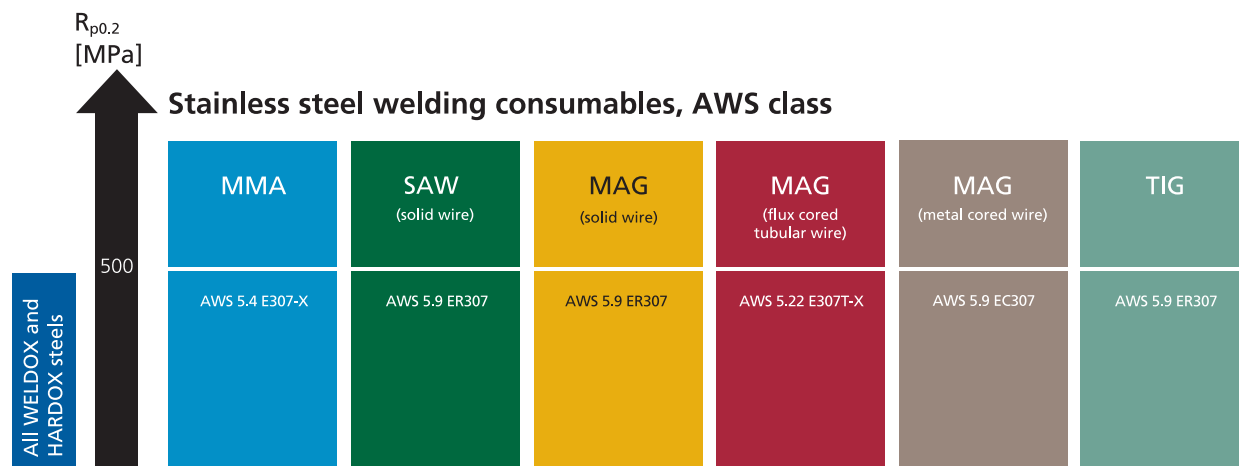 Rp0.2
[MPa]
Stainless steel welding consumables, AWS class
MMA
SAW
(solid wire)
MAG
(solid wire)
MAG
(flux cored
tubular wire)
MAG
(metal cored wire)
TIG
500
AWS 5.4 E307-X
AWS 5.9 ER307
AWS 5.9 ER307
AWS 5.22 E307T-X
AWS 5.9 EC307
AWS 5.9 ER307
All WELDOX and
HARDOX steels